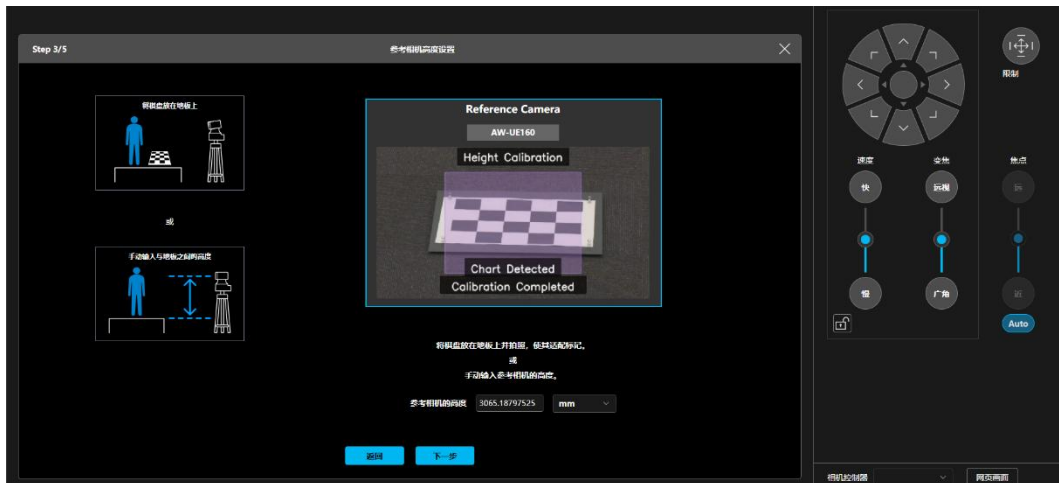 Step 3/5
参考相机高度设置
将棋盘放在地板上
或
手动输入与地板之间的高度
Reference Camera
AW-UE160
Height Calibration
Chart Detected
Calibration Completed
将棋盘放在地板上并拍照，使其适配标记。
或
手动输入参考相机的高度。
参考相机的高度 3065.18797525 mm
返回 下一步
限制
速度 变焦 焦点
快 远摄 远
慢 广角 近
Auto
相机控制器 网页画面